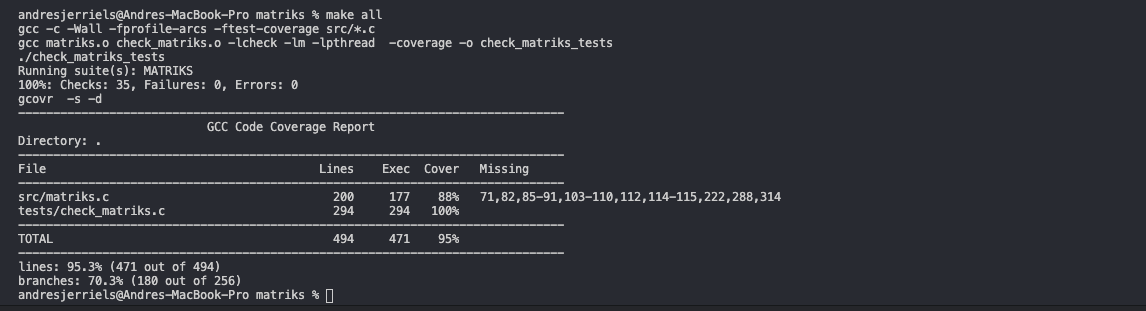 andresjerriels@Andres-MacBook-Pro matriks % make all
gcc -c -Wall -fprofile-arcs -ftest-coverage src/*.c
gcc matriks.o check_matriks.o -lcheck -lm -lpthread  -coverage -o check_matriks_tests
./check_matriks_tests
Running suite(s): MATRIKS
100%: Checks: 35, Failures: 0, Errors: 0
gcovr  -s -d
------------------------------------------------------------------------------
                           GCC Code Coverage Report
Directory: .
------------------------------------------------------------------------------
File                                       Lines    Exec  Cover   Missing
------------------------------------------------------------------------------
src/matriks.c                                200     177    88%   71,82,85-91,103-110,112,114-115,222,288,314
tests/check_matriks.c                        294     294   100%
------------------------------------------------------------------------------
TOTAL                                        494     471    95%
------------------------------------------------------------------------------
lines: 95.3% (471 out of 494)
branches: 70.3% (180 out of 256)
andresjerriels@Andres-MacBook-Pro matriks %